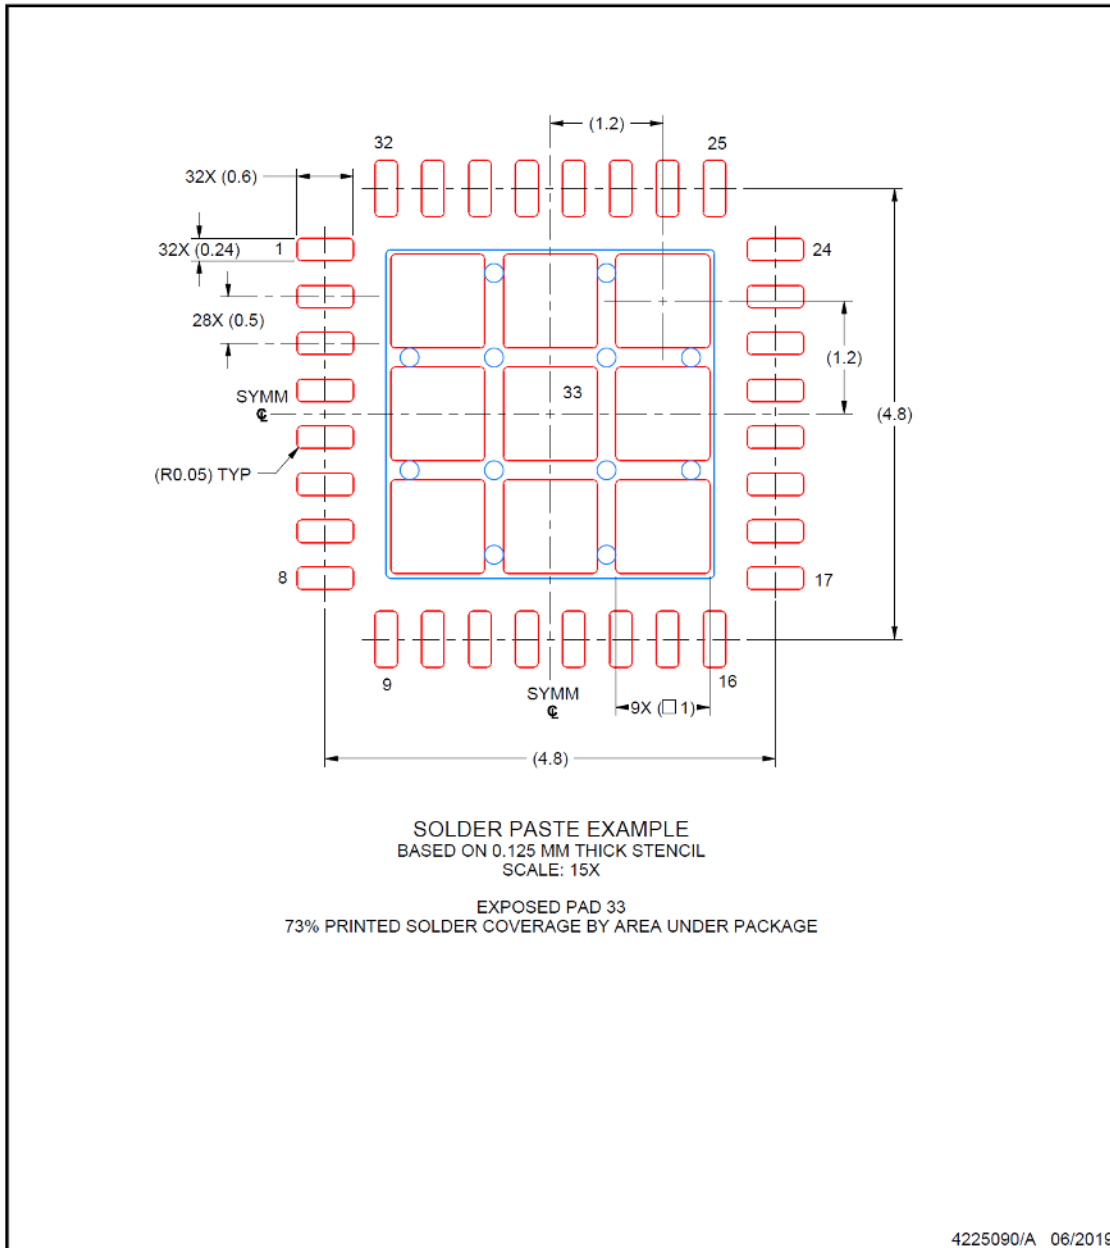 (1.2)
32
25
32X (0.6)
32X (0.24)
1
24
28X (0.5)
(1.2)
SYMM
℄
33
(4.8)
(R0.05) TYP
8
17
9
16
SYMM
℄
9X (□ 1)
(4.8)
SOLDER PASTE EXAMPLE
BASED ON 0.125 MM THICK STENCIL
SCALE: 15X
EXPOSED PAD 33
73% PRINTED SOLDER COVERAGE BY AREA UNDER PACKAGE
4225090/A 06/2019